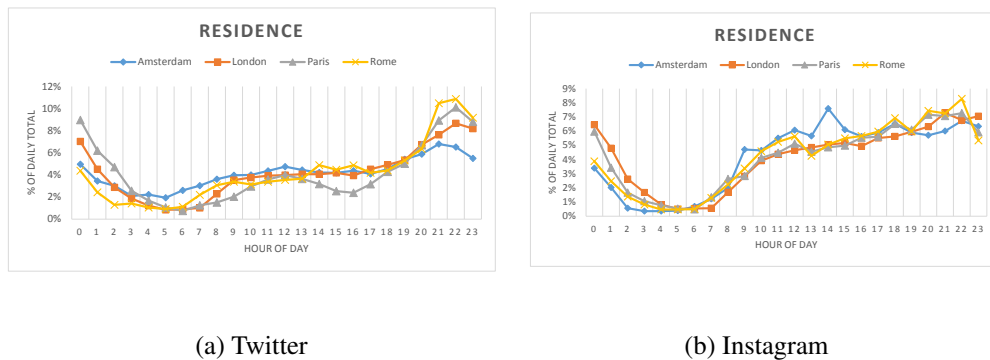 RESIDENCE
Amsterdam London Paris Rome
% OF DAILY TOTAL
12%
10%
8%
6%
4%
2%
0%
0 1 2 3 4 5 6 7 8 9 10 11 12 13 14 15 16 17 18 19 20 21 22 23
HOUR OF DAY
(a) Twitter
RESIDENCE
Amsterdam London Paris Rome
% OF DAILY TOTAL
9%
8%
7%
6%
5%
4%
3%
2%
1%
0%
0 1 2 3 4 5 6 7 8 9 10 11 12 13 14 15 16 17 18 19 20 21 22 23
HOUR OF DAY
(b) Instagram